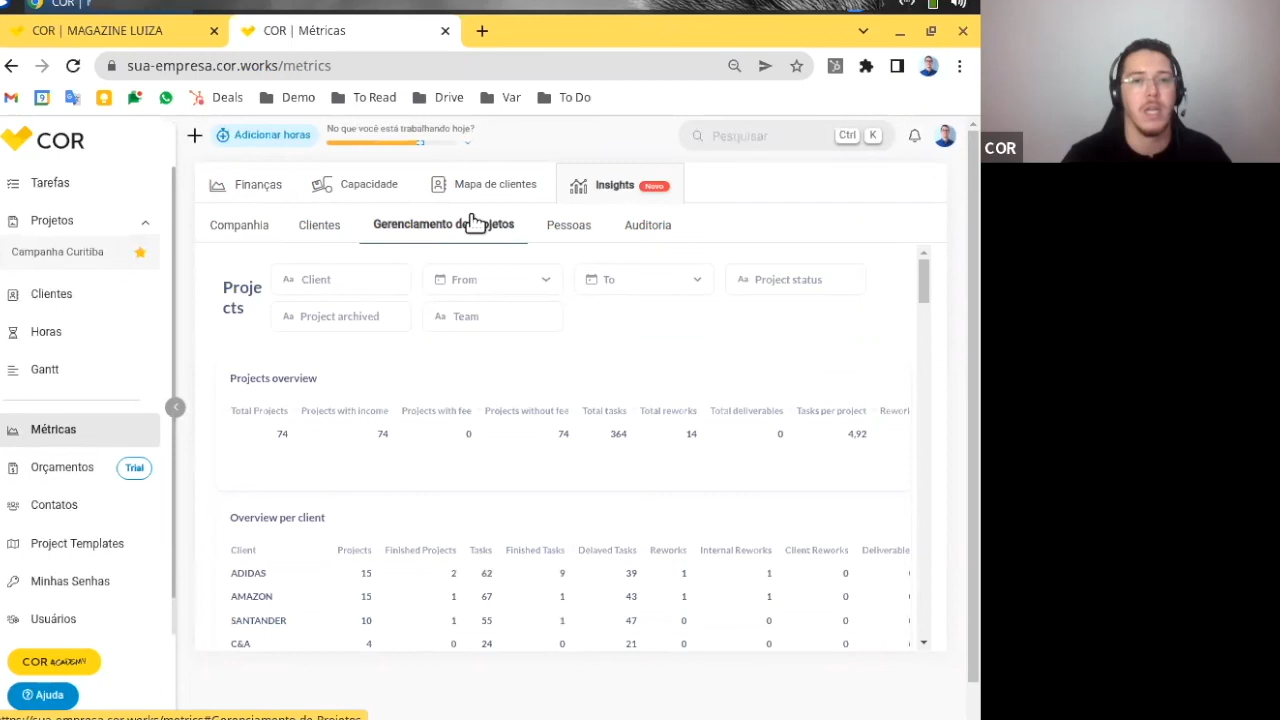 COR | MAGAZINE LUIZA
COR | Métricas
sua-empresa.cor.works/metrics
Deals
Demo
To Read
Drive
Var
To Do
COR
COR
Adicionar horas
No que você está trabalhando hoje?
Pesquisar
Ctrl
K
Tarefas
Projetos
Campanha Curitiba
Clientes
Horas
Gantt
Métricas
Orçamentos
Trial
Contatos
Project Templates
Minhas Senhas
Usuários
COR ACADEMY
Ajuda
Finanças
Capacidade
Mapa de clientes
Insights
Novo
Companhia
Clientes
Gerenciamento de Projetos
Pessoas
Auditoria
Proje
cts
Client
From
To
Project status
Project archived
Team
Projects overview
Total Projects Projects with income Projects with fee Projects without fee Total tasks Total reworks Total deliverables Tasks per project
74 74 0 74 364 14 0 4,92
Overview per client
Client Projects Finished Projects Tasks Finished Tasks Delayed Tasks Reworks Internal Reworks Client Reworks Deliverable
ADIDAS 15 2 62 9 39 1 1 0
AMAZON 15 1 67 1 43 1 1 0
SANTANDER 10 1 55 1 47 0 0 0
C&A 4 0 24 0 21 0 0 0